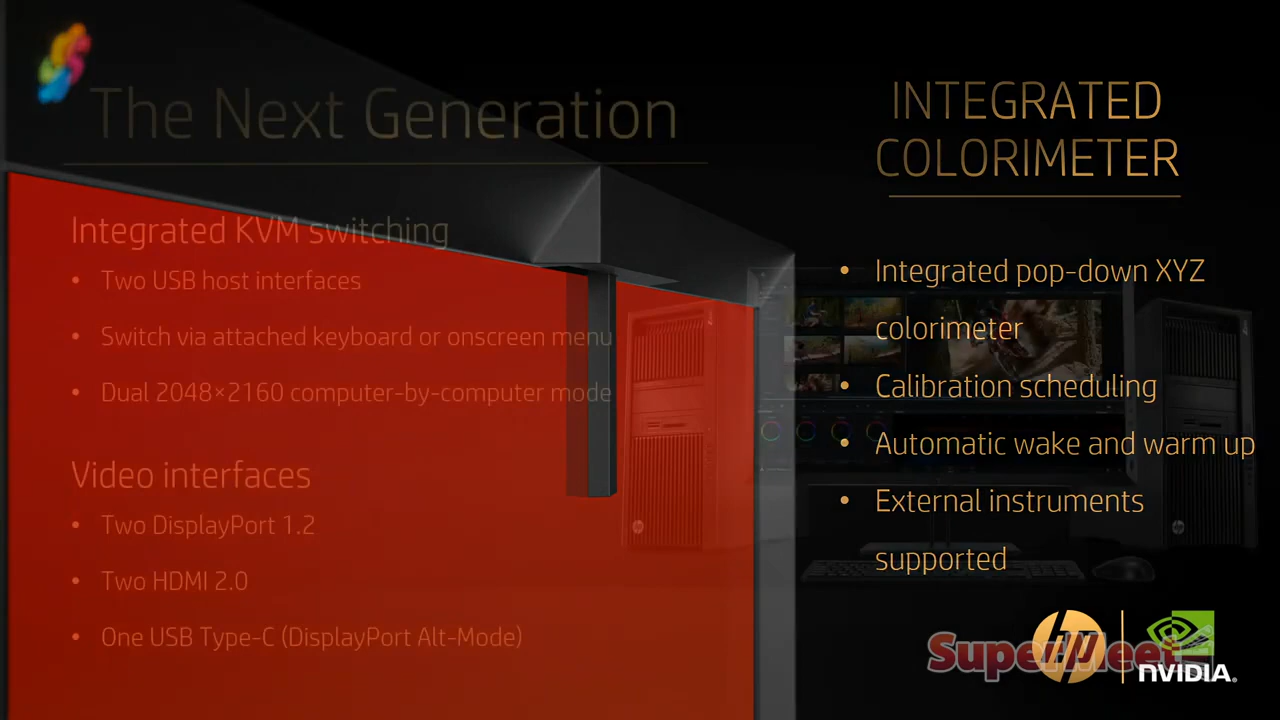 The Next Generation
Integrated KVM switching
• Two USB host interfaces
• Switch via attached keyboard or onscreen menu
• Dual 2048×2160 computer-by-computer mode
Video interfaces
• Two DisplayPort 1.2
• Two HDMI 2.0
• One USB Type-C (DisplayPort Alt-Mode)
INTEGRATED
COLORIMETER
• Integrated pop-down XYZ
colorimeter
• Calibration scheduling
• Automatic wake and warm up
• External instruments
supported
SuperMeet
hp
NVIDIA.